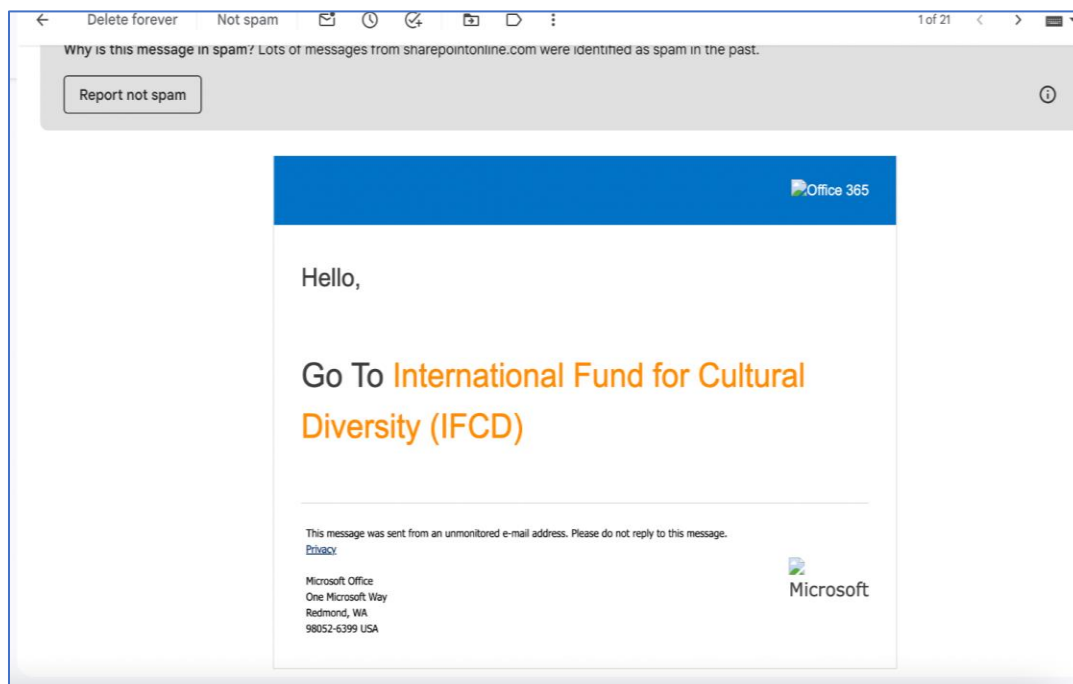 Delete forever Not spam 1 of 21
Why is this message in spam? Lots of messages from sharepointonline.com were identified as spam in the past.
Report not spam
Office 365
Hello,
Go To International Fund for Cultural
Diversity (IFCD)
This message was sent from an unmonitored e-mail address. Please do not reply to this message.
Privacy
Microsoft Office
One Microsoft Way
Redmond, WA
98052-6399 USA
Microsoft